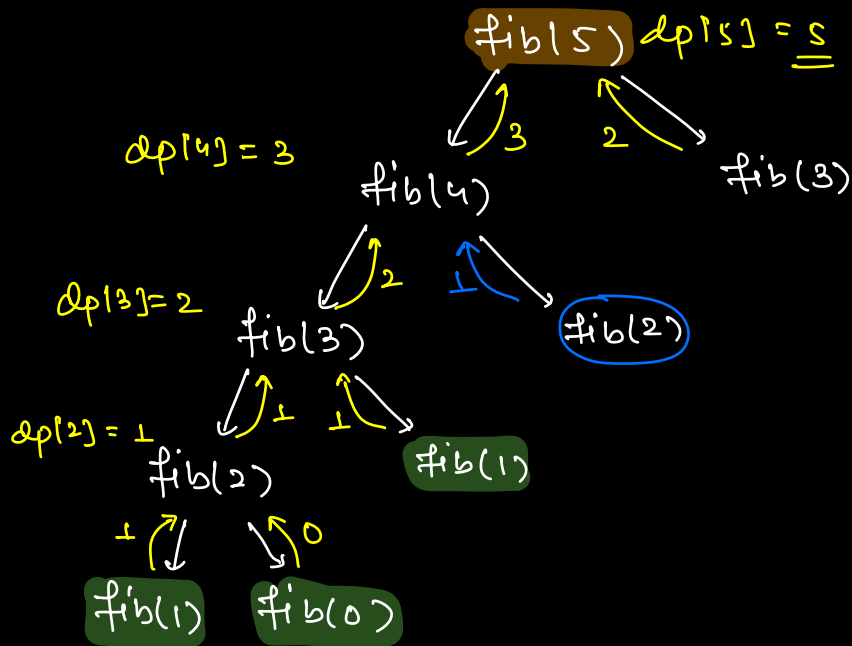 fib(5) dp[5] = 5
3 2
dp[4] = 3
fib(4) fib(3)
2 1
dp[3] = 2
fib(3) fib(2)
1 1
dp[2] = 1
fib(2) fib(1)
1 0
fib(1) fib(0)